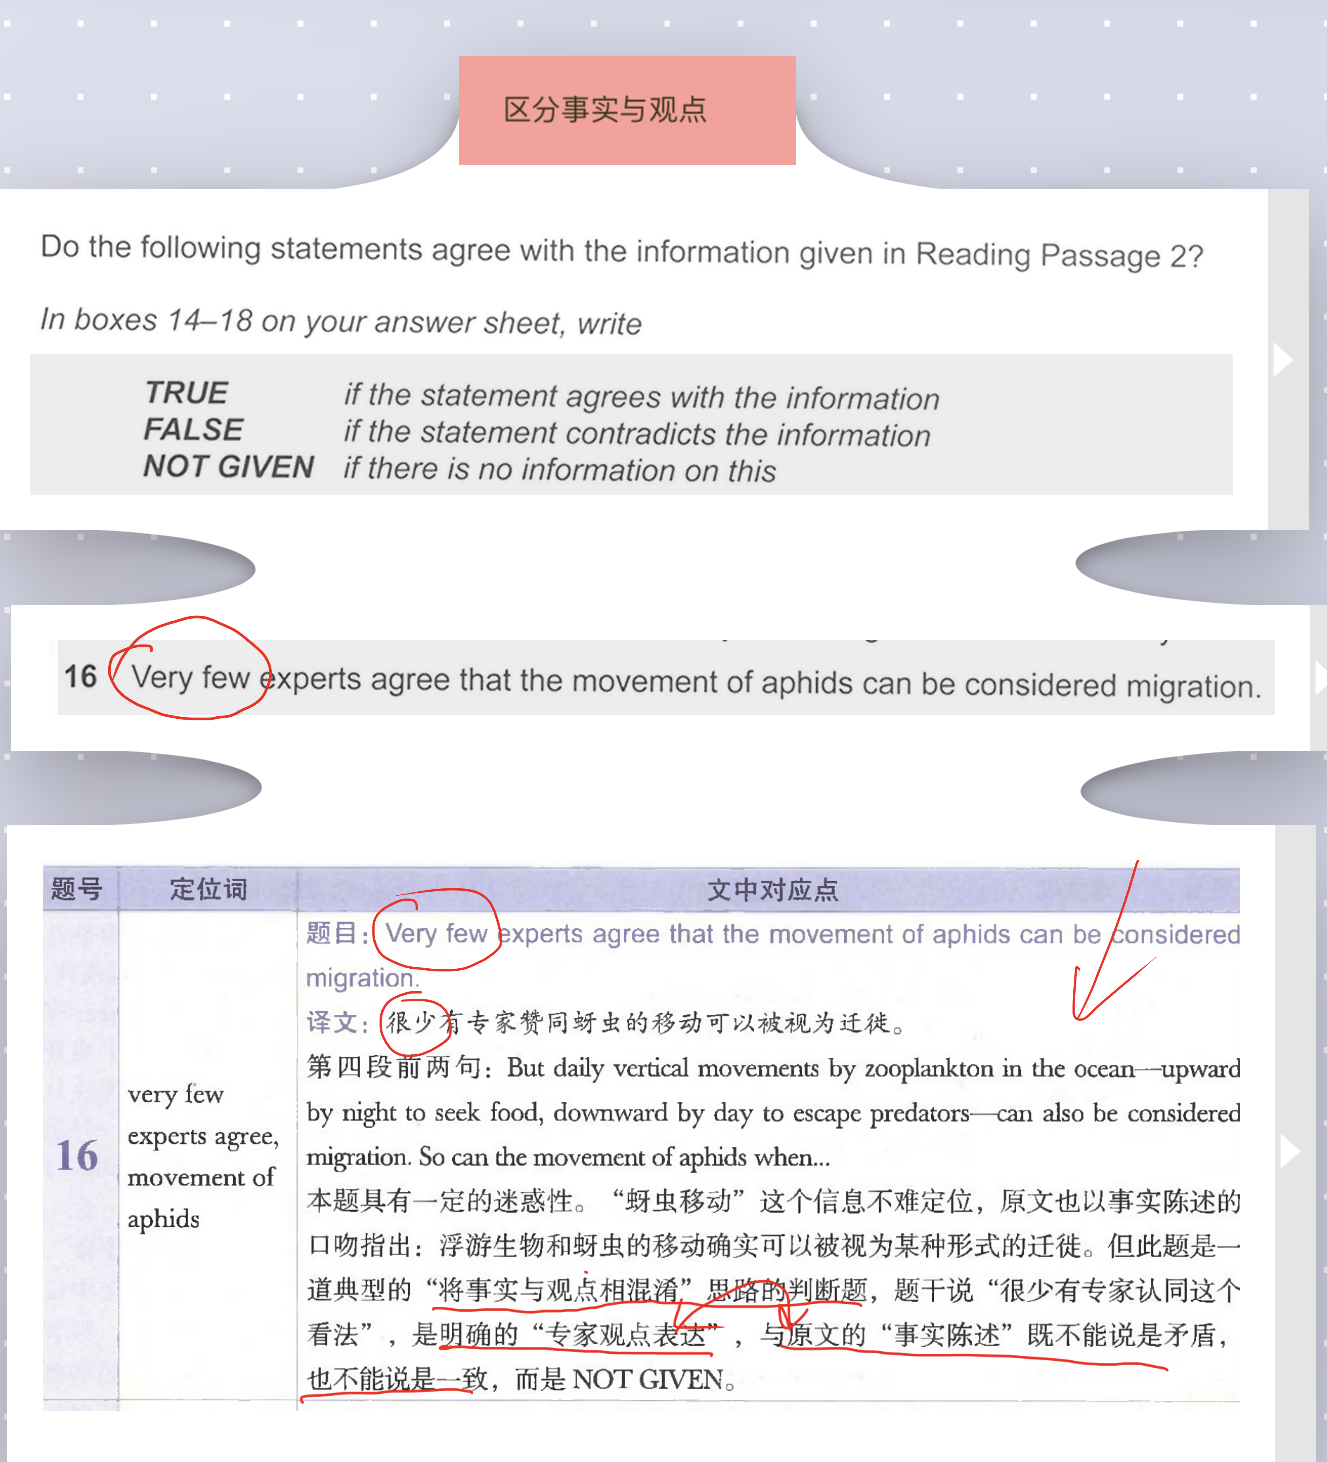 区分事实与观点
Do the following statements agree with the information given in Reading Passage 2?
In boxes 14–18 on your answer sheet, write
TRUE if the statement agrees with the information
FALSE if the statement contradicts the information
NOT GIVEN if there is no information on this
16 Very few experts agree that the movement of aphids can be considered migration.
题号 定位词 文中对应点
16
very few
experts agree,
movement of
aphids
题目：Very few experts agree that the movement of aphids can be considered
migration.
译文：很少有专家赞同蚜虫的移动可以被视为迁徙。
第四段前两句：But daily vertical movements by zooplankton in the ocean—upward
by night to seek food, downward by day to escape predators—can also be considered
migration. So can the movement of aphids when...
本题具有一定的迷惑性。“蚜虫移动”这个信息不难定位，原文也以事实陈述的
口吻指出：浮游生物和蚜虫的移动确实可以被视为某种形式的迁徙。但此题是一
道典型的“将事实与观点相混淆”思路的判断题，题干说“很少有专家认同这个
看法”，是明确的“专家观点表达”，与原文的“事实陈述”既不能说是矛盾，
也不能说是一致，而是 NOT GIVEN。